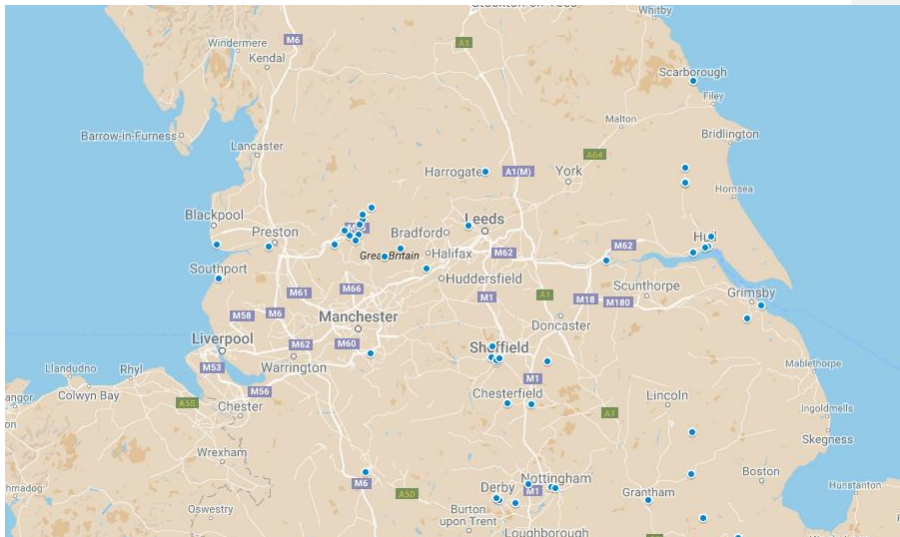 Stockton-on-Tees
Whitby
Windermere
Kendal
M6
A1
Scarborough
Filey
Malton
Bridlington
Barrow-in-Furness
Lancaster
A64
Harrogate
A1(M)
York
Hornsea
Blackpool
Preston
Bradford
Leeds
Hull
M62
Great Britain
Halifax
M62
Southport
Huddersfield
M61
M66
M1
A1
M18
M180
Scunthorpe
Grimsby
M58
M6
Manchester
Doncaster
Liverpool
M62
M60
Sheffield
Warrington
Mablethorpe
Llandudno
Rhyl
M53
M56
M1
Colwyn Bay
Chesterfield
Lincoln
A55
Chester
A1
Ingoldmells
Skegness
Wrexham
Boston
M6
A50
Derby
Nottingham
M1
Grantham
Hunstanton
Oswestry
Burton
upon Trent
Loughborough